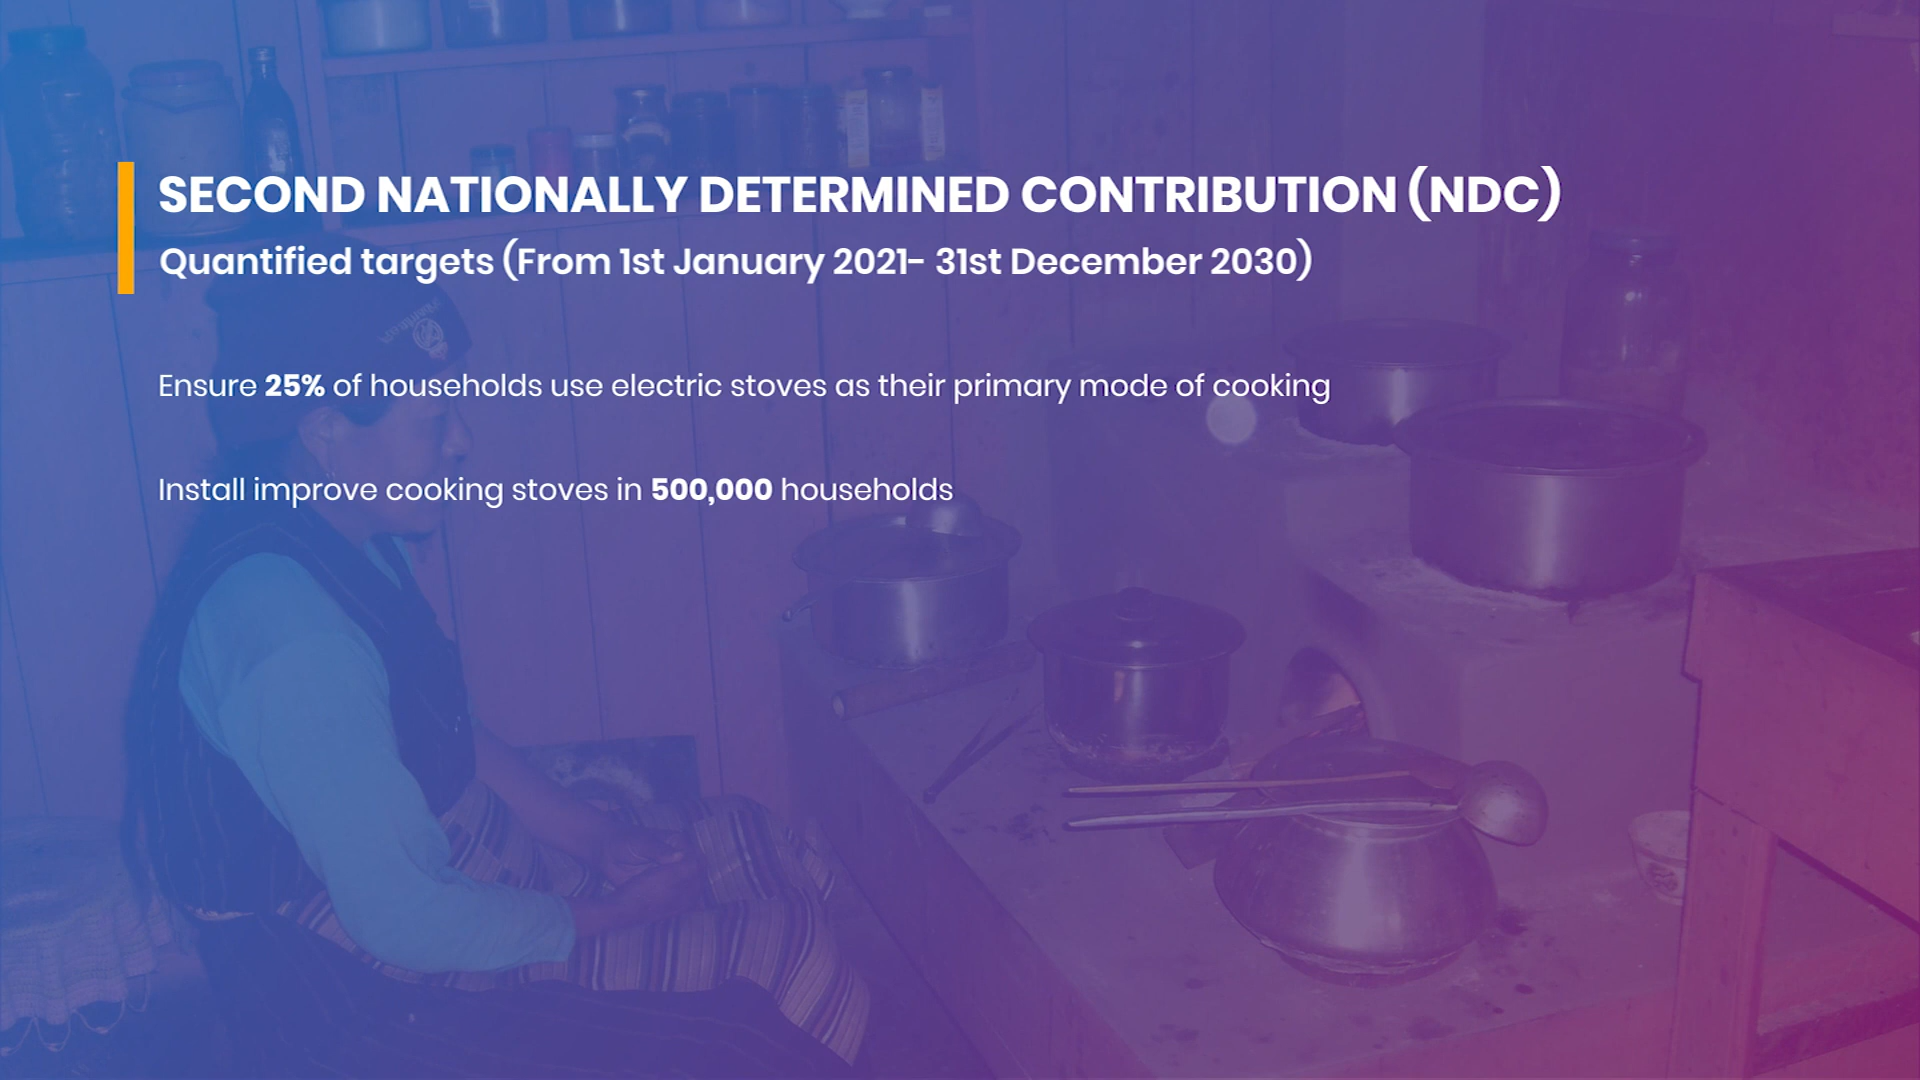 SECOND NATIONALLY DETERMINED CONTRIBUTION (NDC)
Quantified targets (From 1st January 2021- 31st December 2030)
Ensure 25% of households use electric stoves as their primary mode of cooking
Install improve cooking stoves in 500,000 households